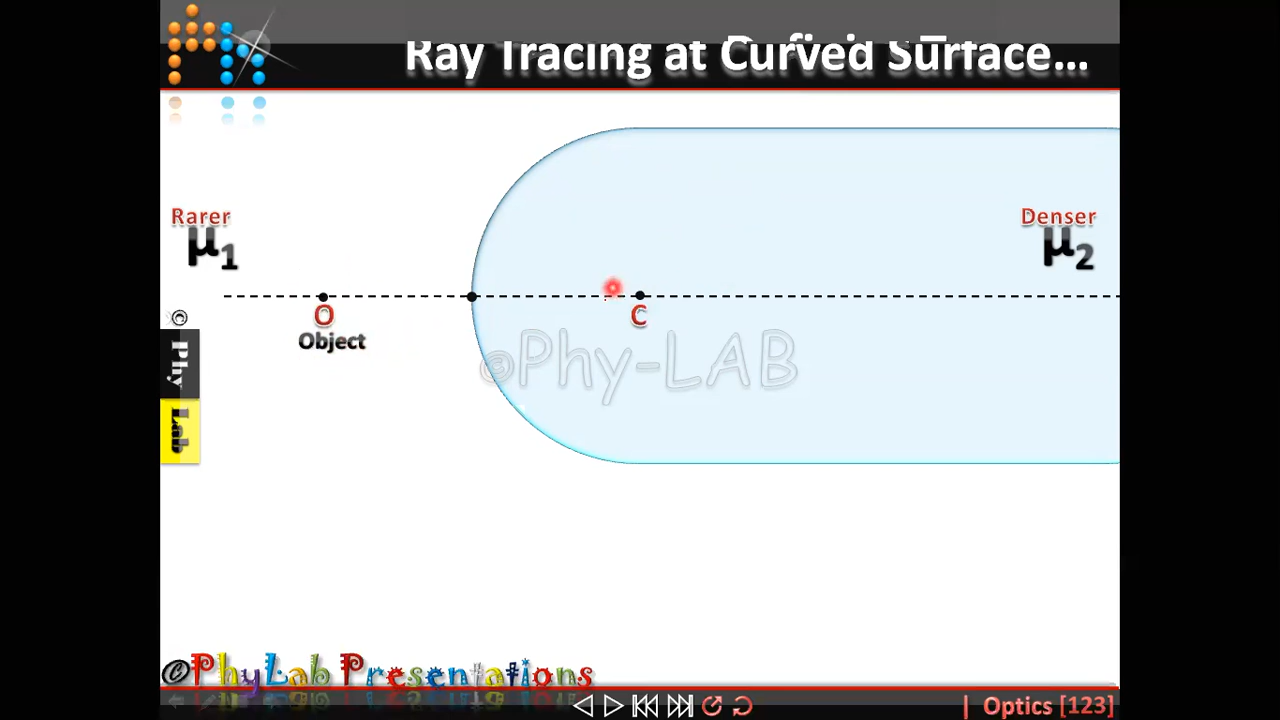 Ray Tracing at Curved Surface...
Rarer
μ1
Denser
μ2
O
Object
C
©Phy-LAB
© Phy Lab
©PhyLab Presentations
| Optics [123]